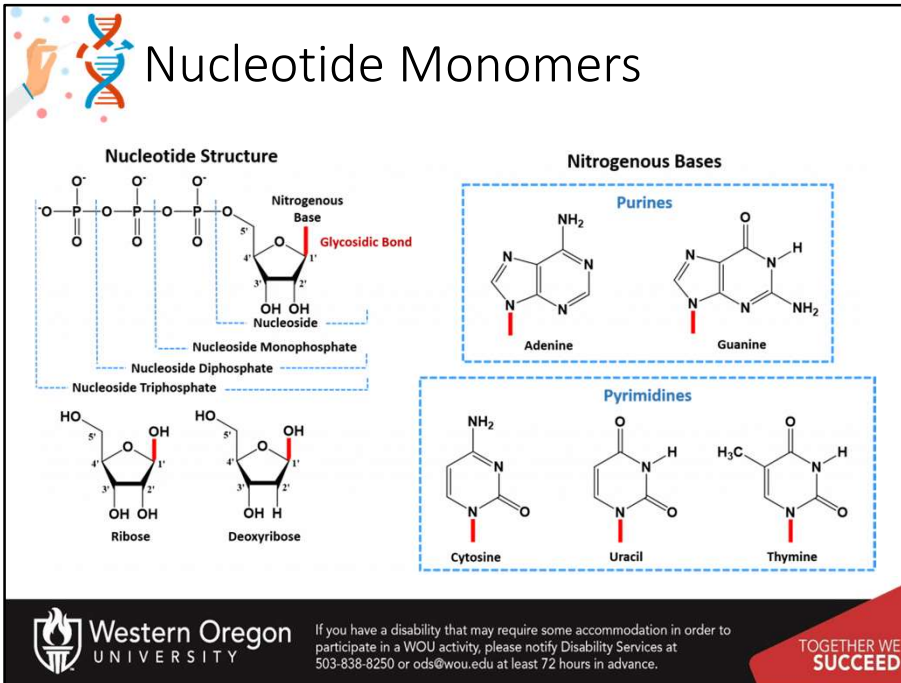 Nucleotide Monomers
Nucleotide Structure
O⁻ O⁻ O⁻
⁻O P O P O P O
O O O
Nitrogenous
Base
Glycosidic Bond
5'
O
4' 1'
3' 2'
OH OH
Nucleoside
Nucleoside Monophosphate
Nucleoside Diphosphate
Nucleoside Triphosphate
HO
5'
OH
O
4' 1'
3' 2'
OH OH
Ribose
HO
5'
OH
O
4' 1'
3' 2'
OH H
Deoxyribose
Nitrogenous Bases
Purines
NH₂
N N
N N
Adenine
O
N N H
N N NH₂
Guanine
Pyrimidines
NH₂
N
N O
Cytosine
O
N H
N O
Uracil
O
H₃C N H
N O
Thymine
Western Oregon
UNIVERSITY
If you have a disability that may require some accommodation in order to
participate in a WOU activity, please notify Disability Services at
503-838-8250 or ods@wou.edu at least 72 hours in advance.
TOGETHER WE
SUCCEED